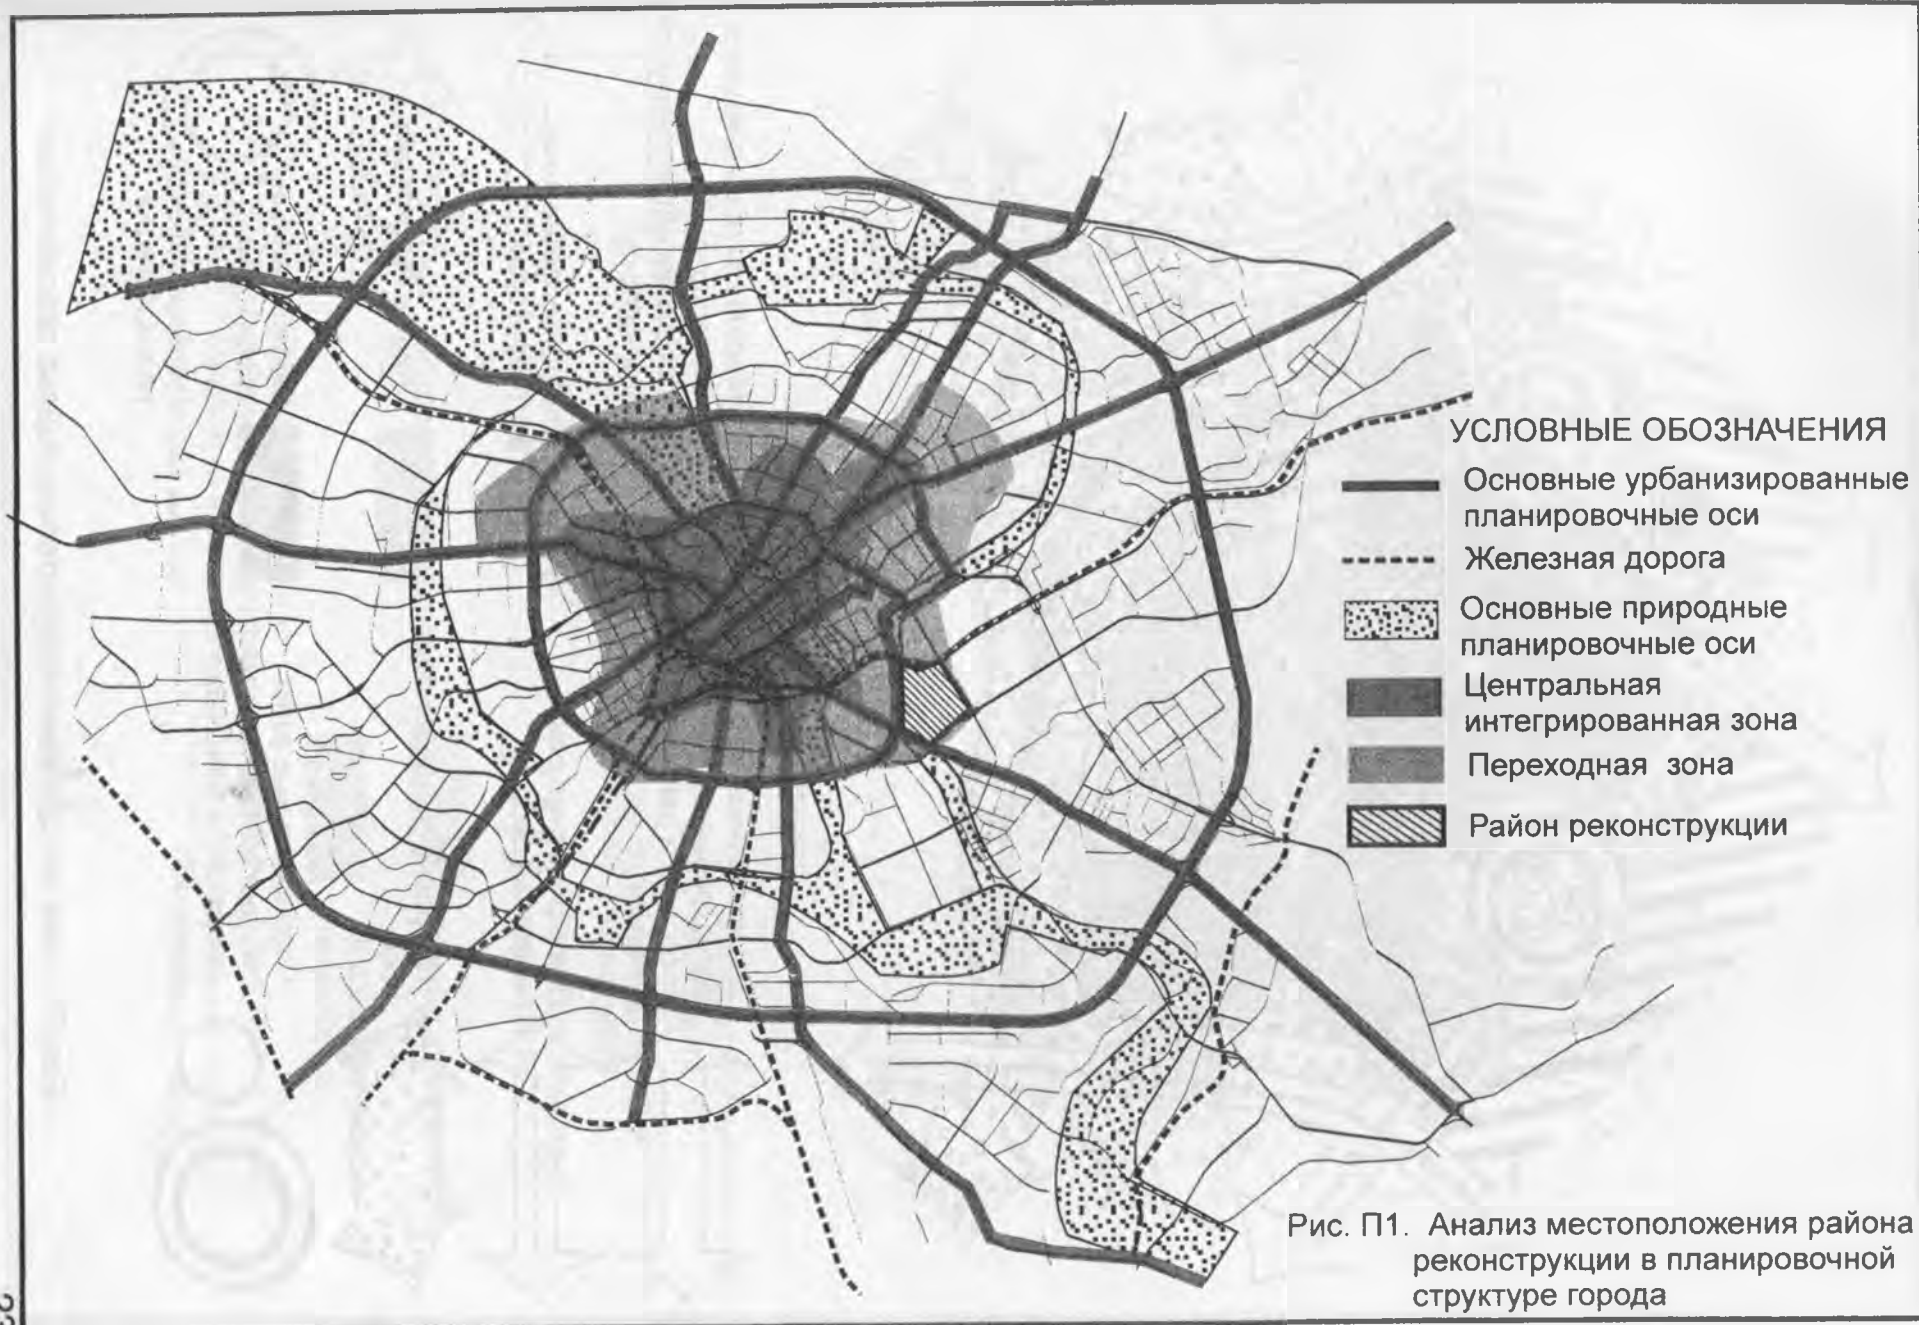 УСЛОВНЫЕ ОБОЗНАЧЕНИЯ
Основные урбанизированные
планировочные оси
Железная дорога
Основные природные
планировочные оси
Центральная
интегрированная зона
Переходная зона
Район реконструкции
Рис. П1. Анализ местоположения района
реконструкции в планировочной
структуре города